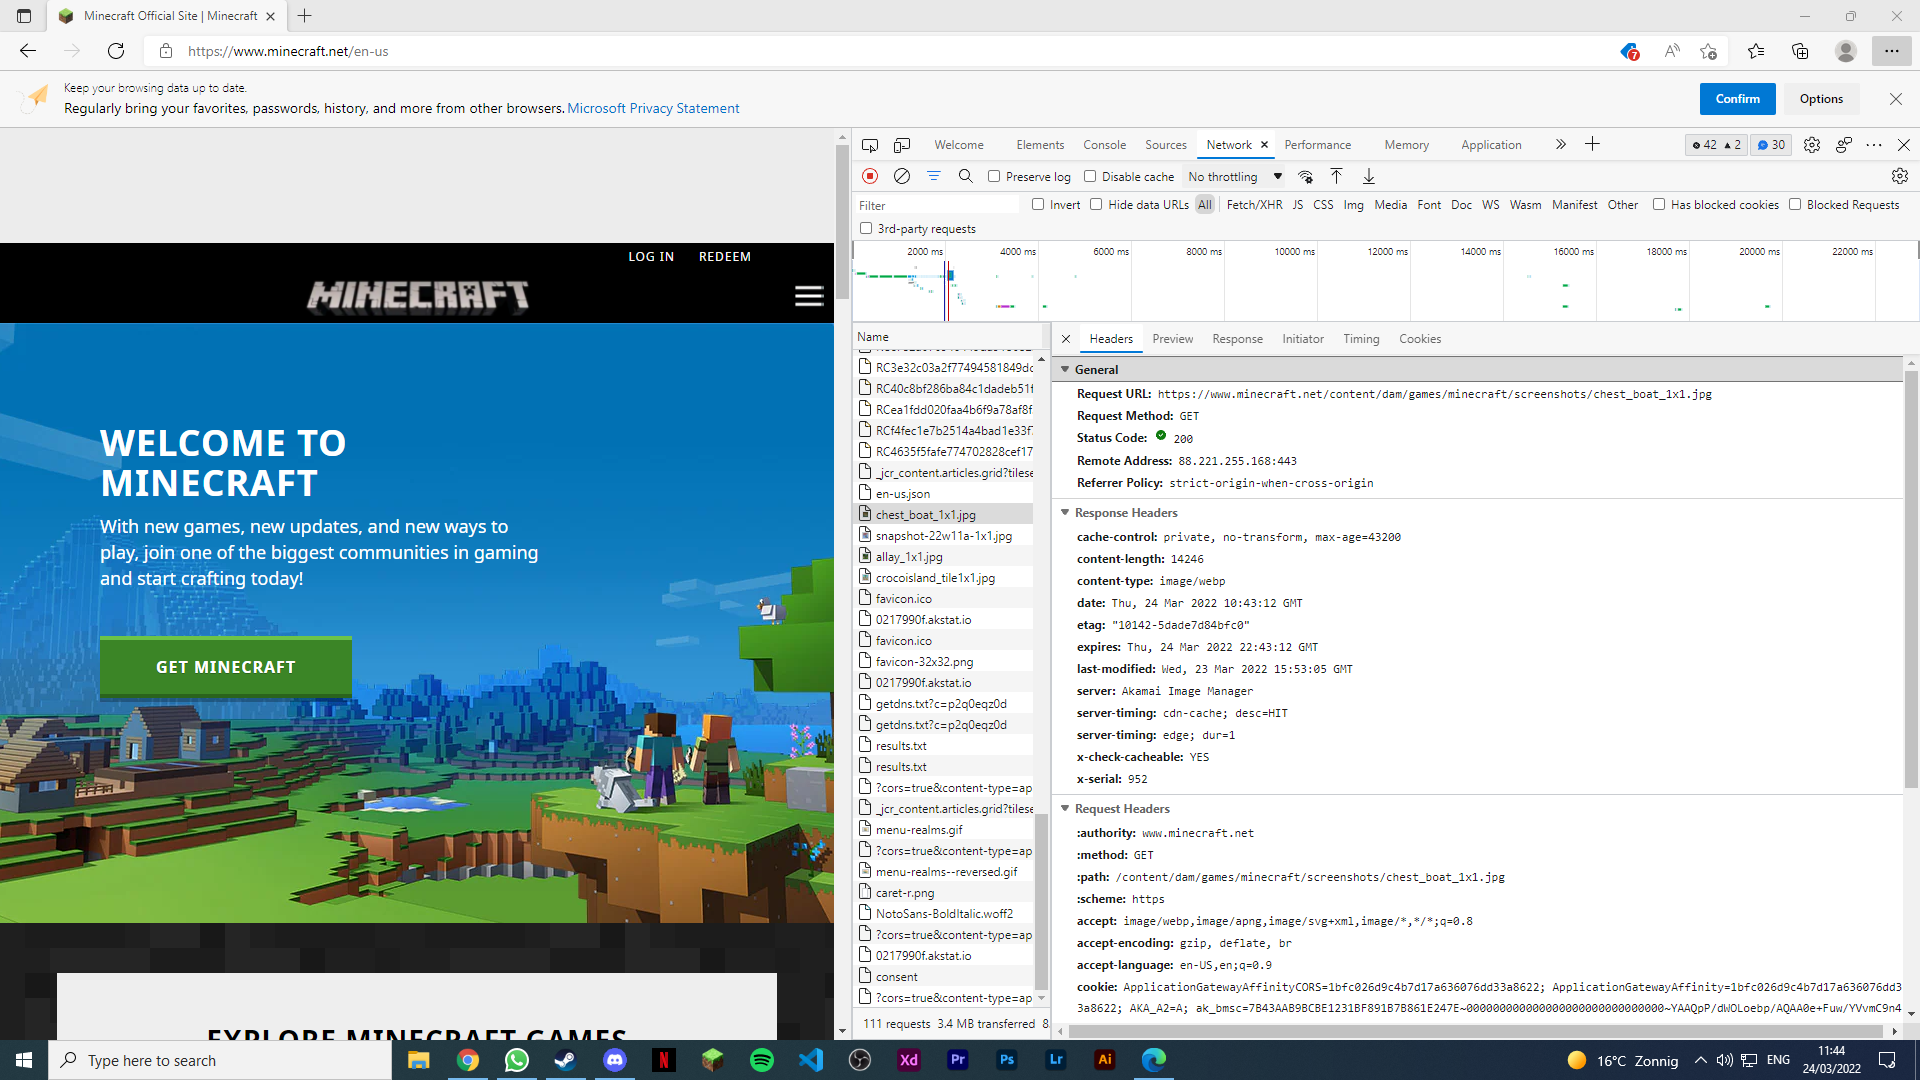 Minecraft Official Site | Minecraft
https://www.minecraft.net/en-us
7
Keep your browsing data up to date.
Regularly bring your favorites, passwords, history, and more from other browsers. Microsoft Privacy Statement
Confirm
Options
LOG IN REDEEM
MINECRAFT
WELCOME TO
MINECRAFT
With new games, new updates, and new ways to
play, join one of the biggest communities in gaming
and start crafting today!
GET MINECRAFT
EXPLORE MINECRAFT GAMES
Welcome Elements Console Sources Network Performance Memory Application 42 2 30
Preserve log Disable cache No throttling
Filter Invert Hide data URLs All Fetch/XHR JS CSS Img Media Font Doc WS Wasm Manifest Other Has blocked cookies Blocked Requests
3rd-party requests
2000 ms 4000 ms 6000 ms 8000 ms 10000 ms 12000 ms 14000 ms 16000 ms 18000 ms 20000 ms 22000 ms
Name
RC3e32c03a2f77494581849dc
RC40c8bf286ba84c1dadeb51f
RCea1fdd020faa4b6f9a78af8f
RCf4fec1e7b2514a4bad1e33f
RC4635f5fafe774702828cef17
_jcr_content.articles.grid?tilese
en-us.json
chest_boat_1x1.jpg
snapshot-22w11a-1x1.jpg
allay_1x1.jpg
crocoisland_tile1x1.jpg
favicon.ico
0217990f.akstat.io
favicon.ico
favicon-32x32.png
0217990f.akstat.io
getdns.txt?c=p2q0eqz0d
getdns.txt?c=p2q0eqz0d
results.txt
results.txt
?cors=true&content-type=ap
_jcr_content.articles.grid?tilese
menu-realms.gif
?cors=true&content-type=ap
menu-realms--reversed.gif
caret-r.png
NotoSans-BoldItalic.woff2
?cors=true&content-type=ap
0217990f.akstat.io
consent
?cors=true&content-type=ap
111 requests 3.4 MB transferred 8
Headers Preview Response Initiator Timing Cookies
General
Request URL: https://www.minecraft.net/content/dam/games/minecraft/screenshots/chest_boat_1x1.jpg
Request Method: GET
Status Code: 200
Remote Address: 88.221.255.168:443
Referrer Policy: strict-origin-when-cross-origin
Response Headers
cache-control: private, no-transform, max-age=43200
content-length: 14246
content-type: image/webp
date: Thu, 24 Mar 2022 10:43:12 GMT
etag: "10142-5dade7d84bfc0"
expires: Thu, 24 Mar 2022 22:43:12 GMT
last-modified: Wed, 23 Mar 2022 15:53:05 GMT
server: Akamai Image Manager
server-timing: cdn-cache; desc=HIT
server-timing: edge; dur=1
x-check-cacheable: YES
x-serial: 952
Request Headers
:authority: www.minecraft.net
:method: GET
:path: /content/dam/games/minecraft/screenshots/chest_boat_1x1.jpg
:scheme: https
accept: image/webp,image/apng,image/svg+xml,image/*,*/*;q=0.8
accept-encoding: gzip, deflate, br
accept-language: en-US,en;q=0.9
cookie: ApplicationGatewayAffinityCORS=1bfc026d9c4b7d17a636076dd33a8622; ApplicationGatewayAffinity=1bfc026d9c4b7d17a636076dd3
3a8622; AKA_A2=A; ak_bmsc=7B43AAB9BCBE1231BF891B7B861E247E~000000000000000000000000000000~YAAQpP/dWOLoebp/AQAA0e+Fuw/YVvmC9n4
Type here to search
Xd Pr Ps Lr Ai
16°C Zonnig
ENG
11:44
24/03/2022